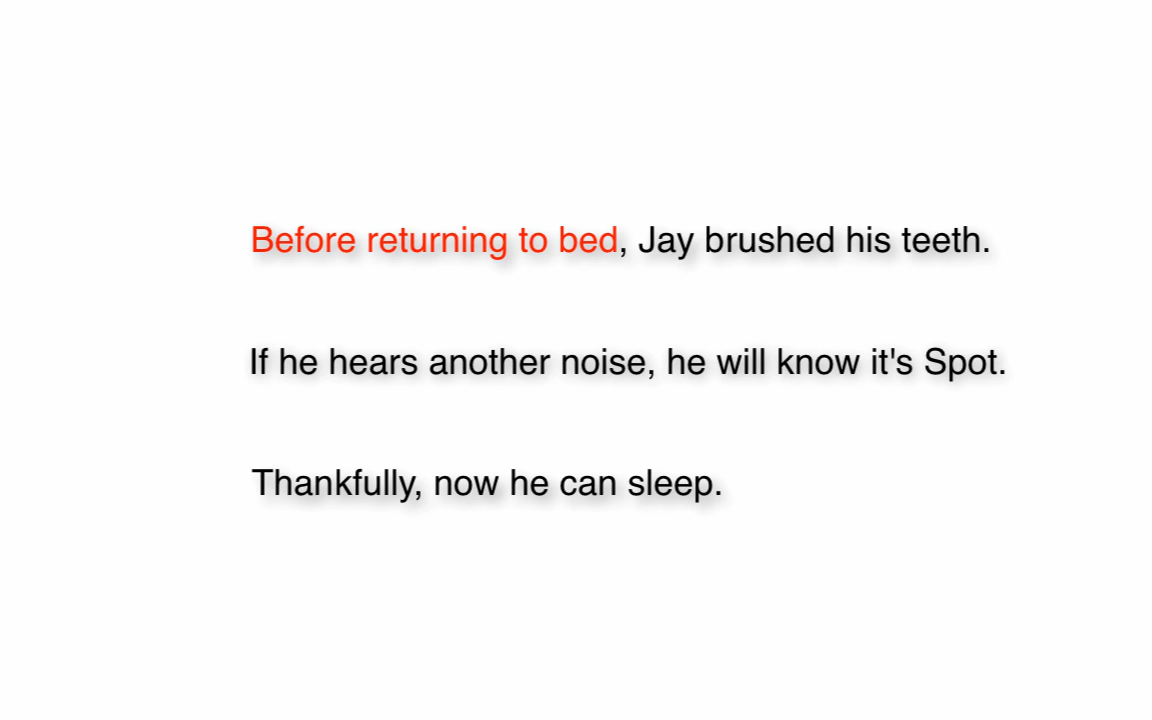 Before returning to bed, Jay brushed his teeth.
If he hears another noise, he will know it's Spot.
Thankfully, now he can sleep.